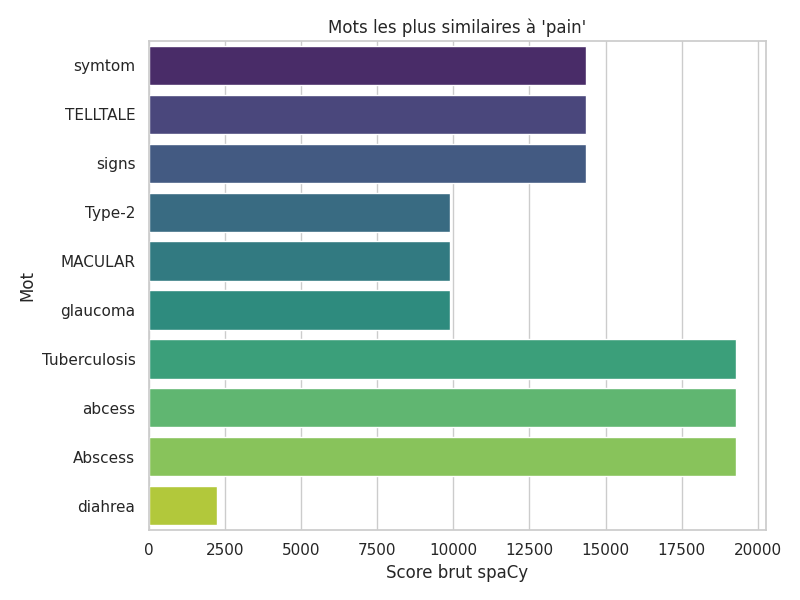 Mots les plus similaires à 'pain'
symtom
TELLTALE
signs
Type-2
MACULAR
glaucoma
Tuberculosis
abcess
Abscess
diahrea
Mot
0 2500 5000 7500 10000 12500 15000 17500 20000
Score brut spaCy